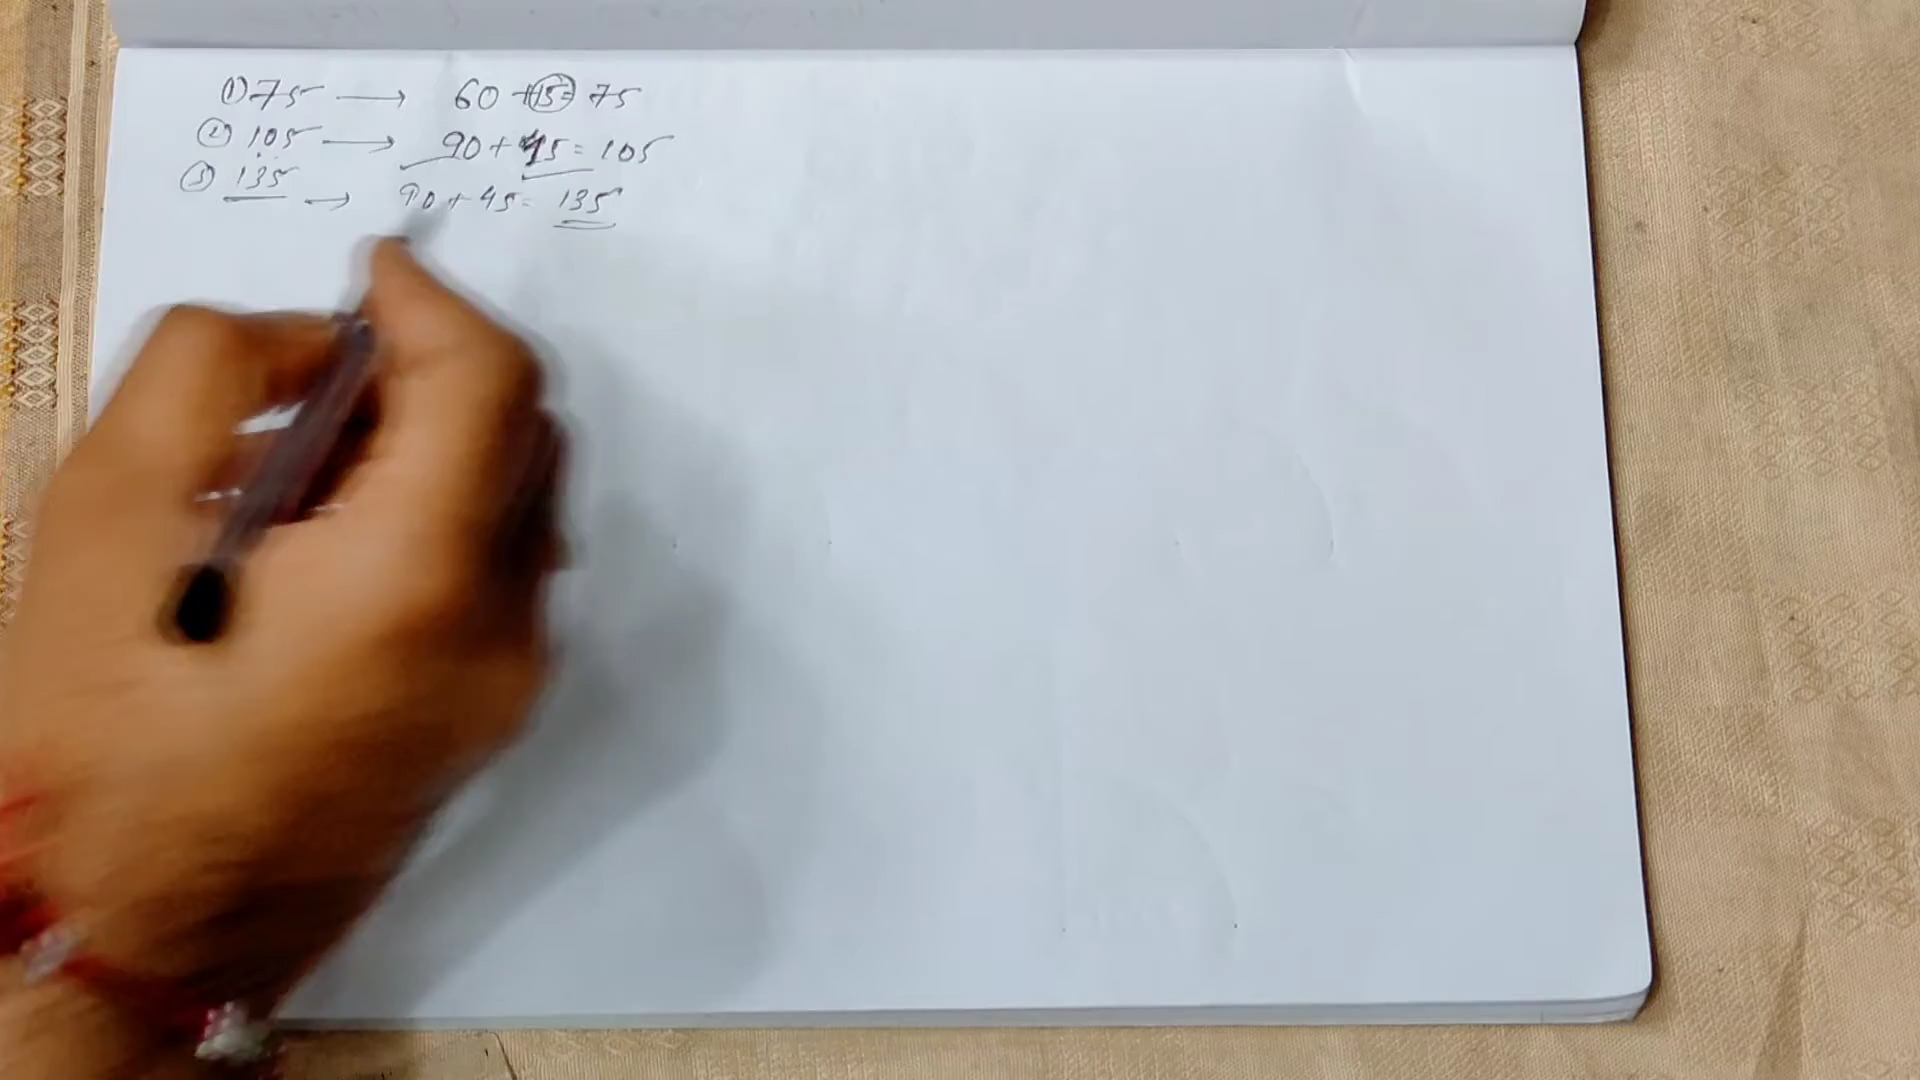 ① 75 → 60 + 15 = 75
② 105 → 90 + 15 = 105
③ 135 → 90 + 45 = 135